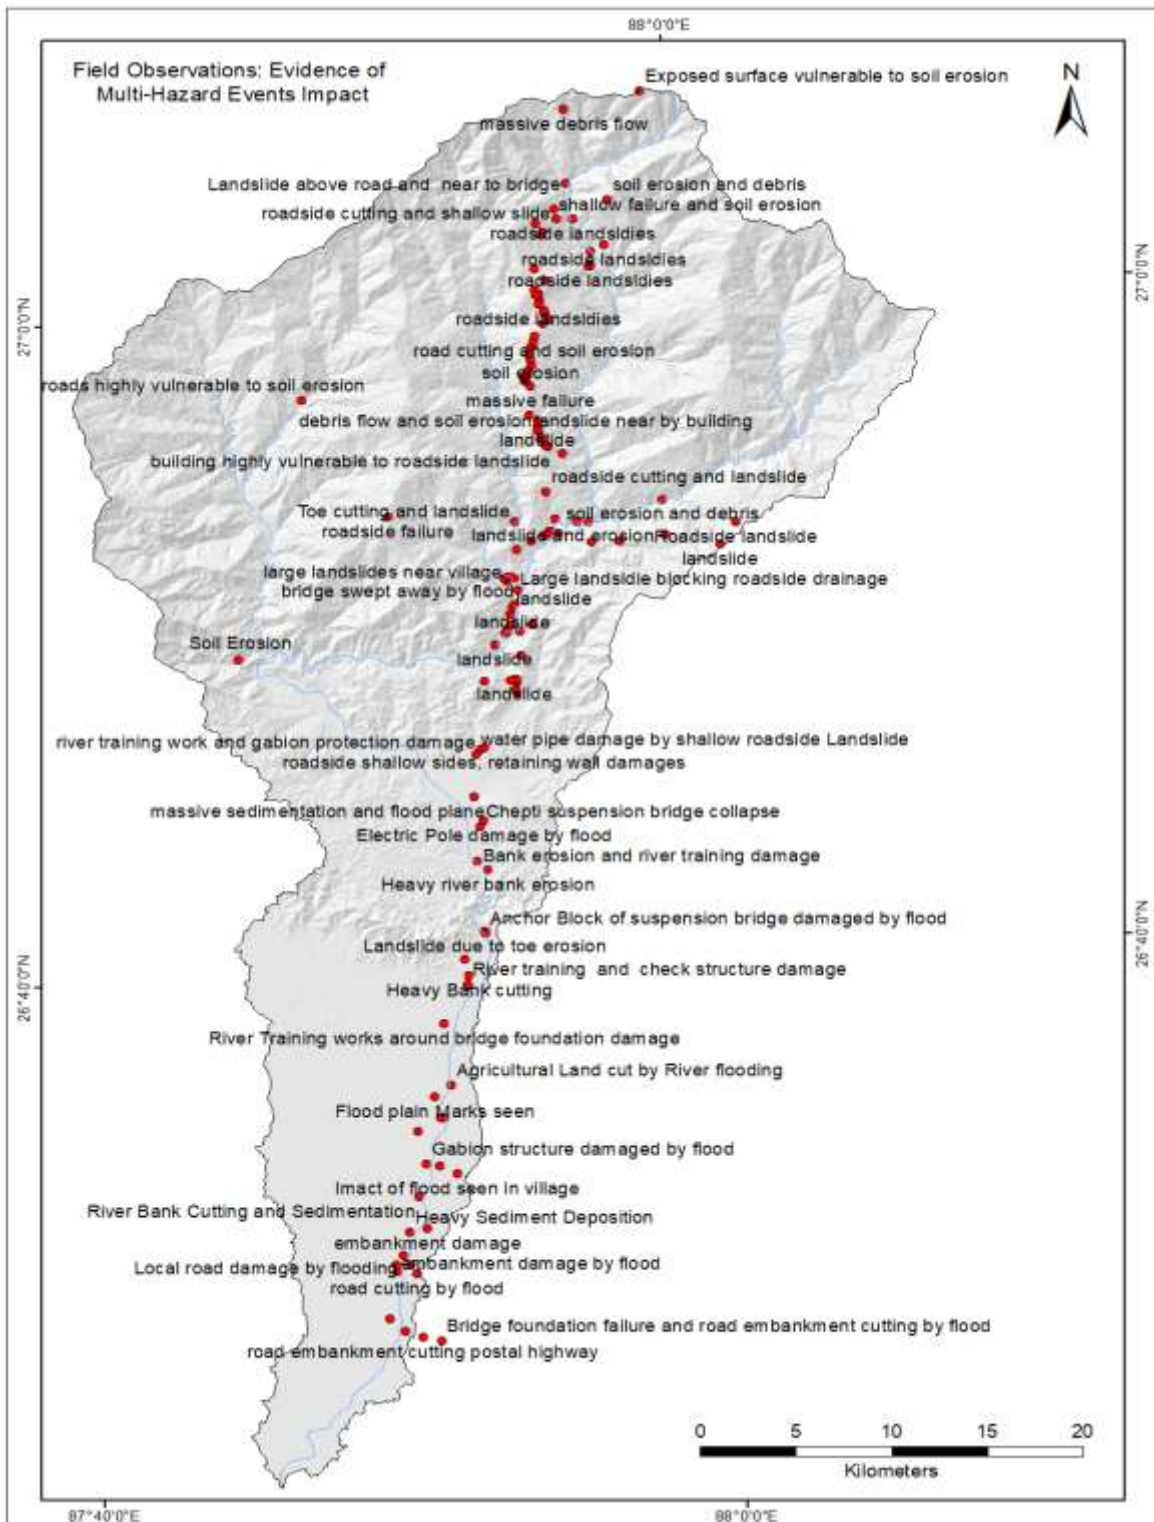 88°0'0"E
Field Observations: Evidence of
Multi-Hazard Events Impact
N
Exposed surface vulnerable to soil erosion
massive debris flow
Landslide above road and near to bridge
soil erosion and debris
shallow failure and soil erosion
roadside cutting and shallow slide
roadside landsldies
roadside landsldies
27°0'0"N
roadside landsldies
27°0'0"N
roadside landsldies
road cutting and soil erosion
soil erosion
roads highly vulnerable to soil erosion
massive failure
debris flow and soil erosion landslide near by building
landslide
building highly vulnerable to roadside landslide
roadside cutting and landslide
Toe cutting and landslide
soil erosion and debris
roadside failure
landslide and erosion
Roadside landslide
landslide
large landslides near village
Large landsldie blocking roadside drainage
bridge swept away by flood
landslide
landslide
Soil Erosion
landslide
landslide
river training work and gabion protection damage
water pipe damage by shallow roadside Landslide
roadside shallow sides, retaining wall damages
massive sedimentation and flood plane
Chepti suspension bridge collapse
Electric Pole damage by flood
Bank erosion and river training damage
Heavy river bank erosion
Anchor Block of suspension bridge damaged by flood
26°40'0"N
Landslide due to toe erosion
River training and check structure damage
26°40'0"N
Heavy Bank cutting
River Training works around bridge foundation damage
Agricultural Land cut by River flooding
Flood plain Marks seen
Gabion structure damaged by flood
Imact of flood seen in village
River Bank Cutting and Sedimentation
Heavy Sediment Deposition
embankment damage
embankment damage by flood
Local road damage by flooding
road cutting by flood
Bridge foundation failure and road embankment cutting by flood
road embankment cutting postal highway
0 5 10 15 20
Kilometers
87°40'0"E
88°0'0"E